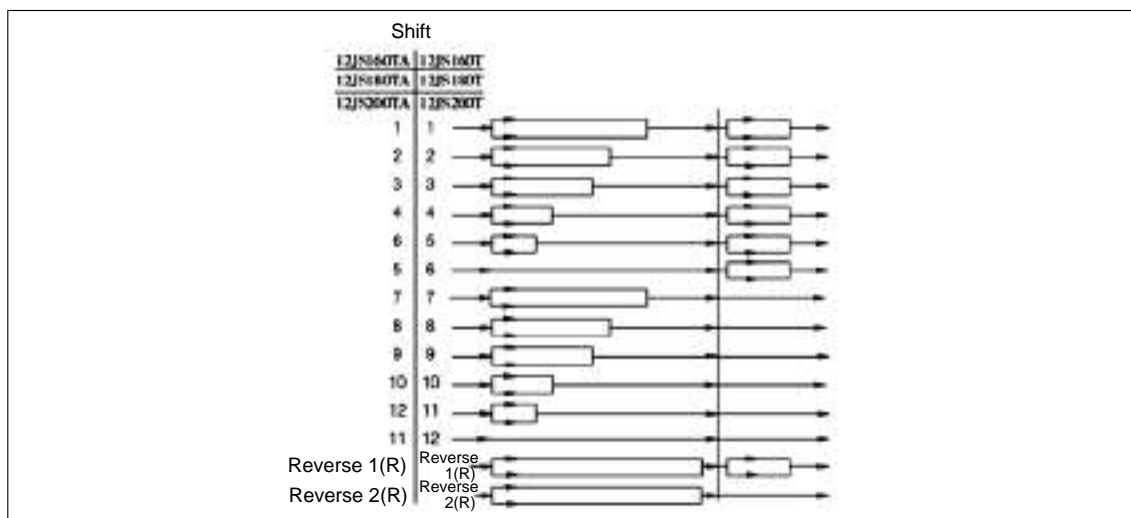 Shift
12JS160TA 12JS160T
12JS180TA 12JS180T
12JS200TA 12JS200T
1 1
2 2
3 3
4 4
6 5
5 6
7 7
8 8
9 9
10 10
12 11
11 12
Reverse 1(R) Reverse 1(R)
Reverse 2(R) Reverse 2(R)